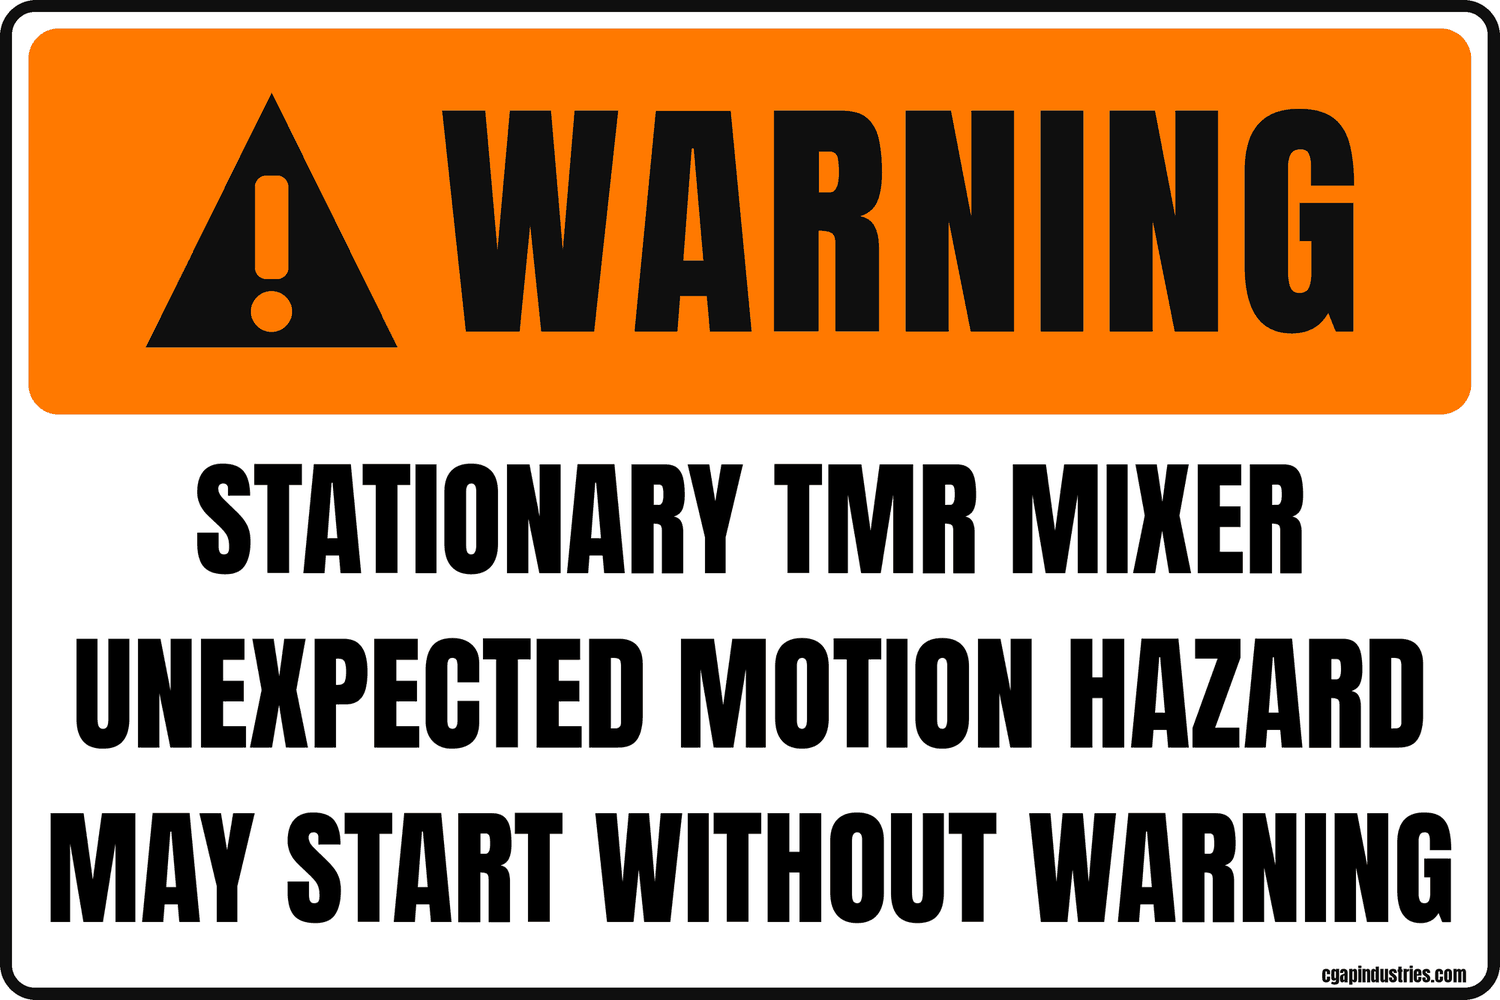 WARNING
STATIONARY TMR MIXER
UNEXPECTED MOTION HAZARD
MAY START WITHOUT WARNING
cgapindustries.com